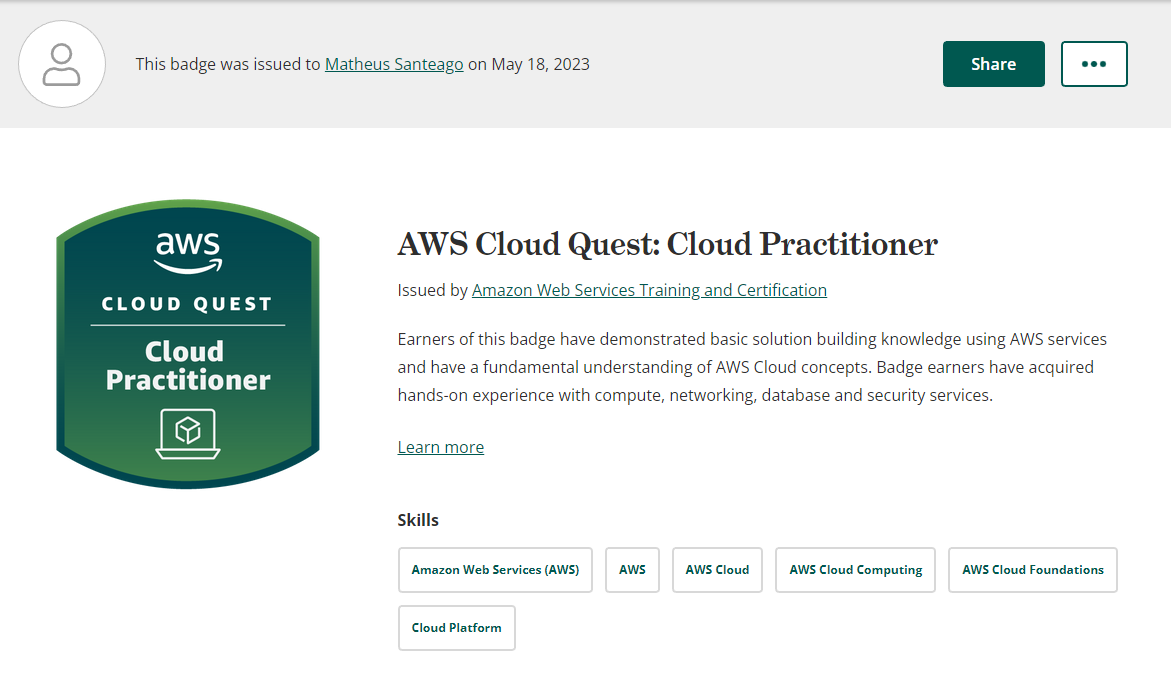 This badge was issued to Matheus Santeago on May 18, 2023
Share
aws
CLOUD QUEST
Cloud
Practitioner
AWS Cloud Quest: Cloud Practitioner
Issued by Amazon Web Services Training and Certification
Earners of this badge have demonstrated basic solution building knowledge using AWS services
and have a fundamental understanding of AWS Cloud concepts. Badge earners have acquired
hands-on experience with compute, networking, database and security services.
Learn more
Skills
Amazon Web Services (AWS) AWS AWS Cloud AWS Cloud Computing AWS Cloud Foundations
Cloud Platform